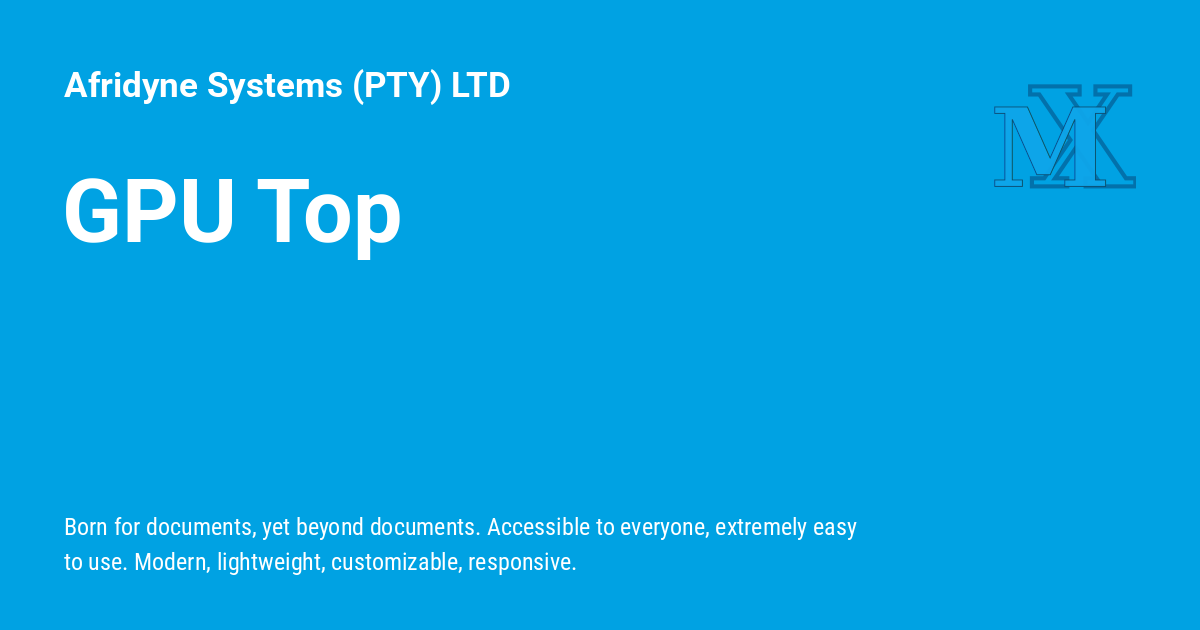 Afridyne Systems (PTY) LTD
MX
GPU Top
Born for documents, yet beyond documents. Accessible to everyone, extremely easy
to use. Modern, lightweight, customizable, responsive.